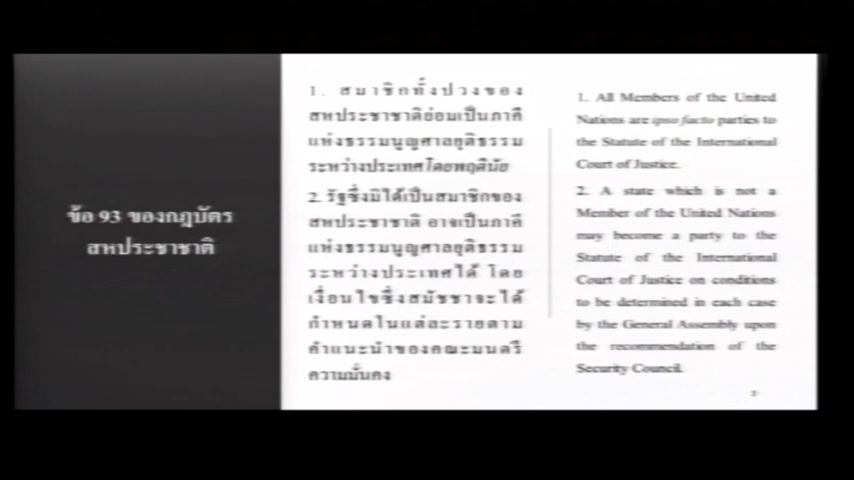 ข้อ 93 ของกฎบัตร
สหประชาชาติ
1. สมาชิกทั้งปวงของ
สหประชาชาติย่อมเป็นภาคี
แห่งธรรมนูญศาลยุติธรรม
ระหว่างประเทศโดยพฤตินัย
2. รัฐซึ่งมิได้เป็นสมาชิกของ
สหประชาชาติ อาจเป็นภาคี
แห่งธรรมนูญศาลยุติธรรม
ระหว่างประเทศได้ โดย
เงื่อนไขซึ่งสมัชชาจะได้
กำหนดในแต่ละรายตาม
คำแนะนำของคณะมนตรี
ความมั่นคง
1. All Members of the United
Nations are ipso facto parties to
the Statute of the International
Court of Justice.
2. A state which is not a
Member of the United Nations
may become a party to the
Statute of the International
Court of Justice on conditions
to be determined in each case
by the General Assembly upon
the recommendation of the
Security Council.